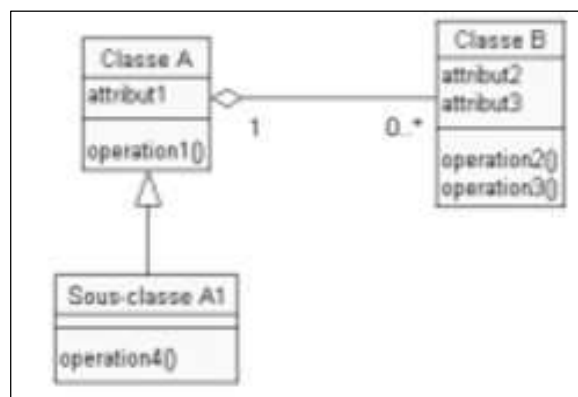 Classe A
attribut1
operation1()
1
0..*
Classe B
attribut2
attribut3
operation2()
operation3()
Sous-classe A1
operation4()